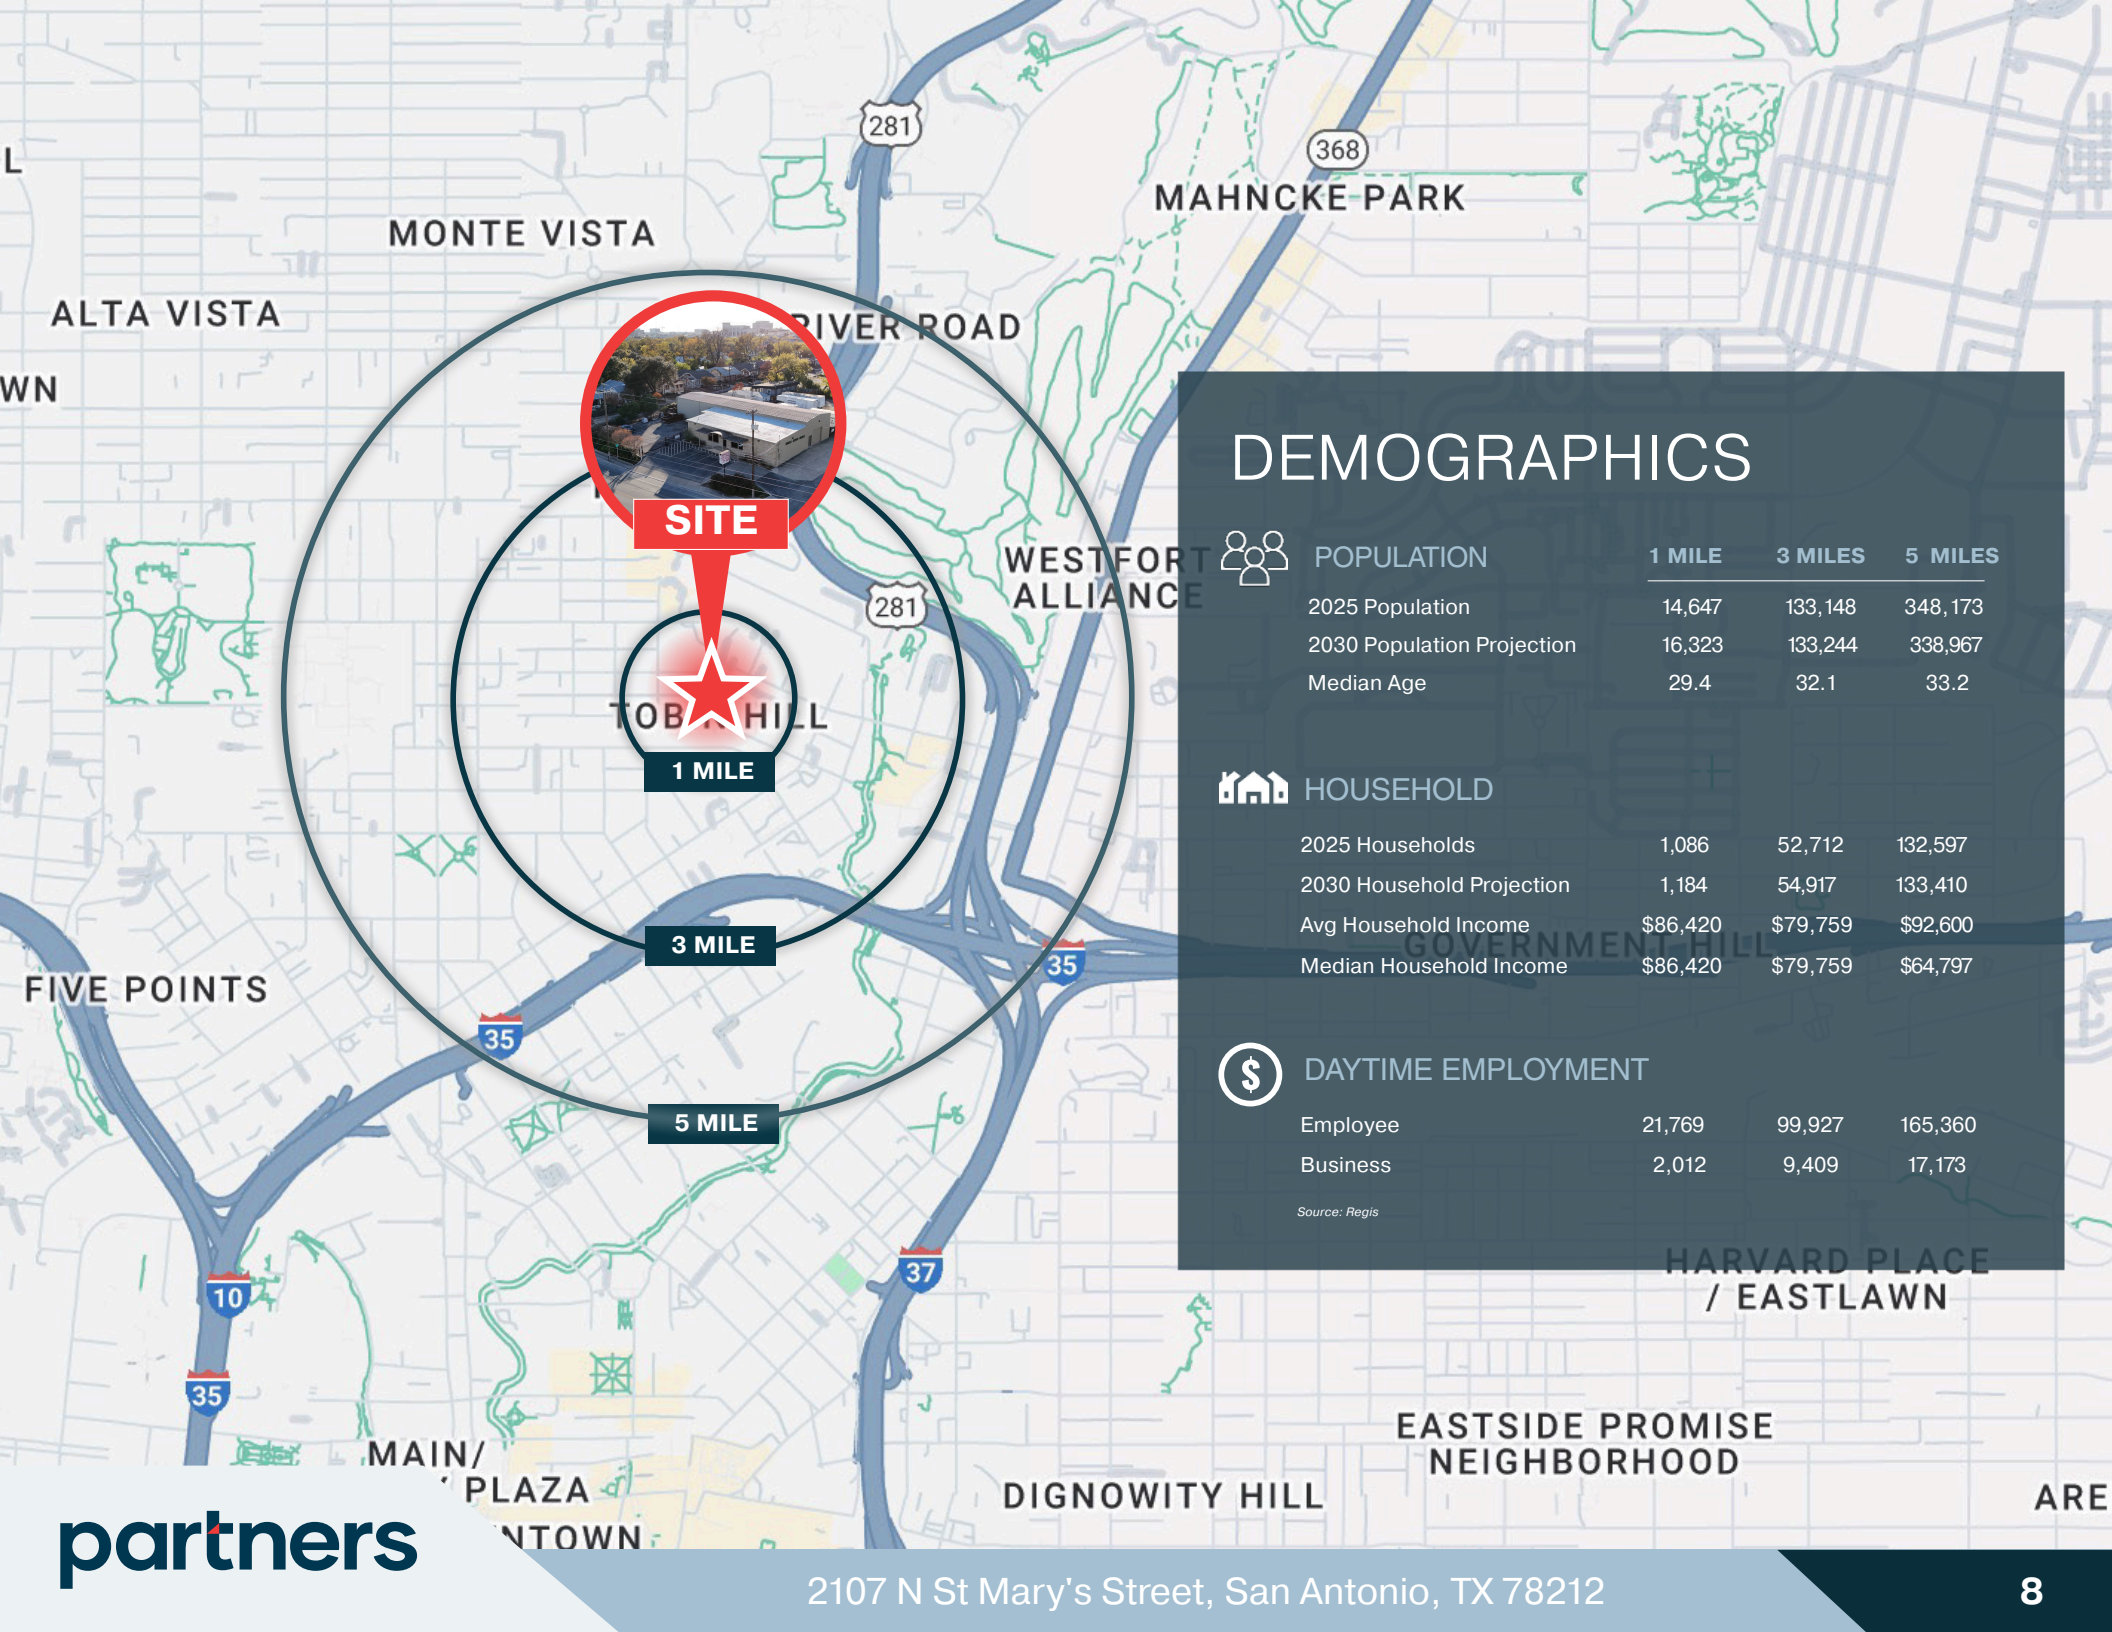 281
368
L
MAHNCKE PARK
MONTE VISTA
ALTA VISTA
RIVER ROAD
WN
SITE
WESTFORT
ALLIANCE
281
TOBIN HILL
1 MILE
3 MILE
5 MILE
35
35
FIVE POINTS
10
35
37
DEMOGRAPHICS
POPULATION 1 MILE 3 MILES 5 MILES
2025 Population 14,647 133,148 348,173
2030 Population Projection 16,323 133,244 338,967
Median Age 29.4 32.1 33.2
HOUSEHOLD
2025 Households 1,086 52,712 132,597
2030 Household Projection 1,184 54,917 133,410
Avg Household Income $86,420 $79,759 $92,600
GOVERNMENT HILL
Median Household Income $86,420 $79,759 $64,797
DAYTIME EMPLOYMENT
Employee 21,769 99,927 165,360
Business 2,012 9,409 17,173
Source: Regis
HARVARD PLACE
/ EASTLAWN
EASTSIDE PROMISE
NEIGHBORHOOD
MAIN/
PLAZA
NTOWN
DIGNOWITY HILL
ARE
partners
2107 N St Mary's Street, San Antonio, TX 78212
8